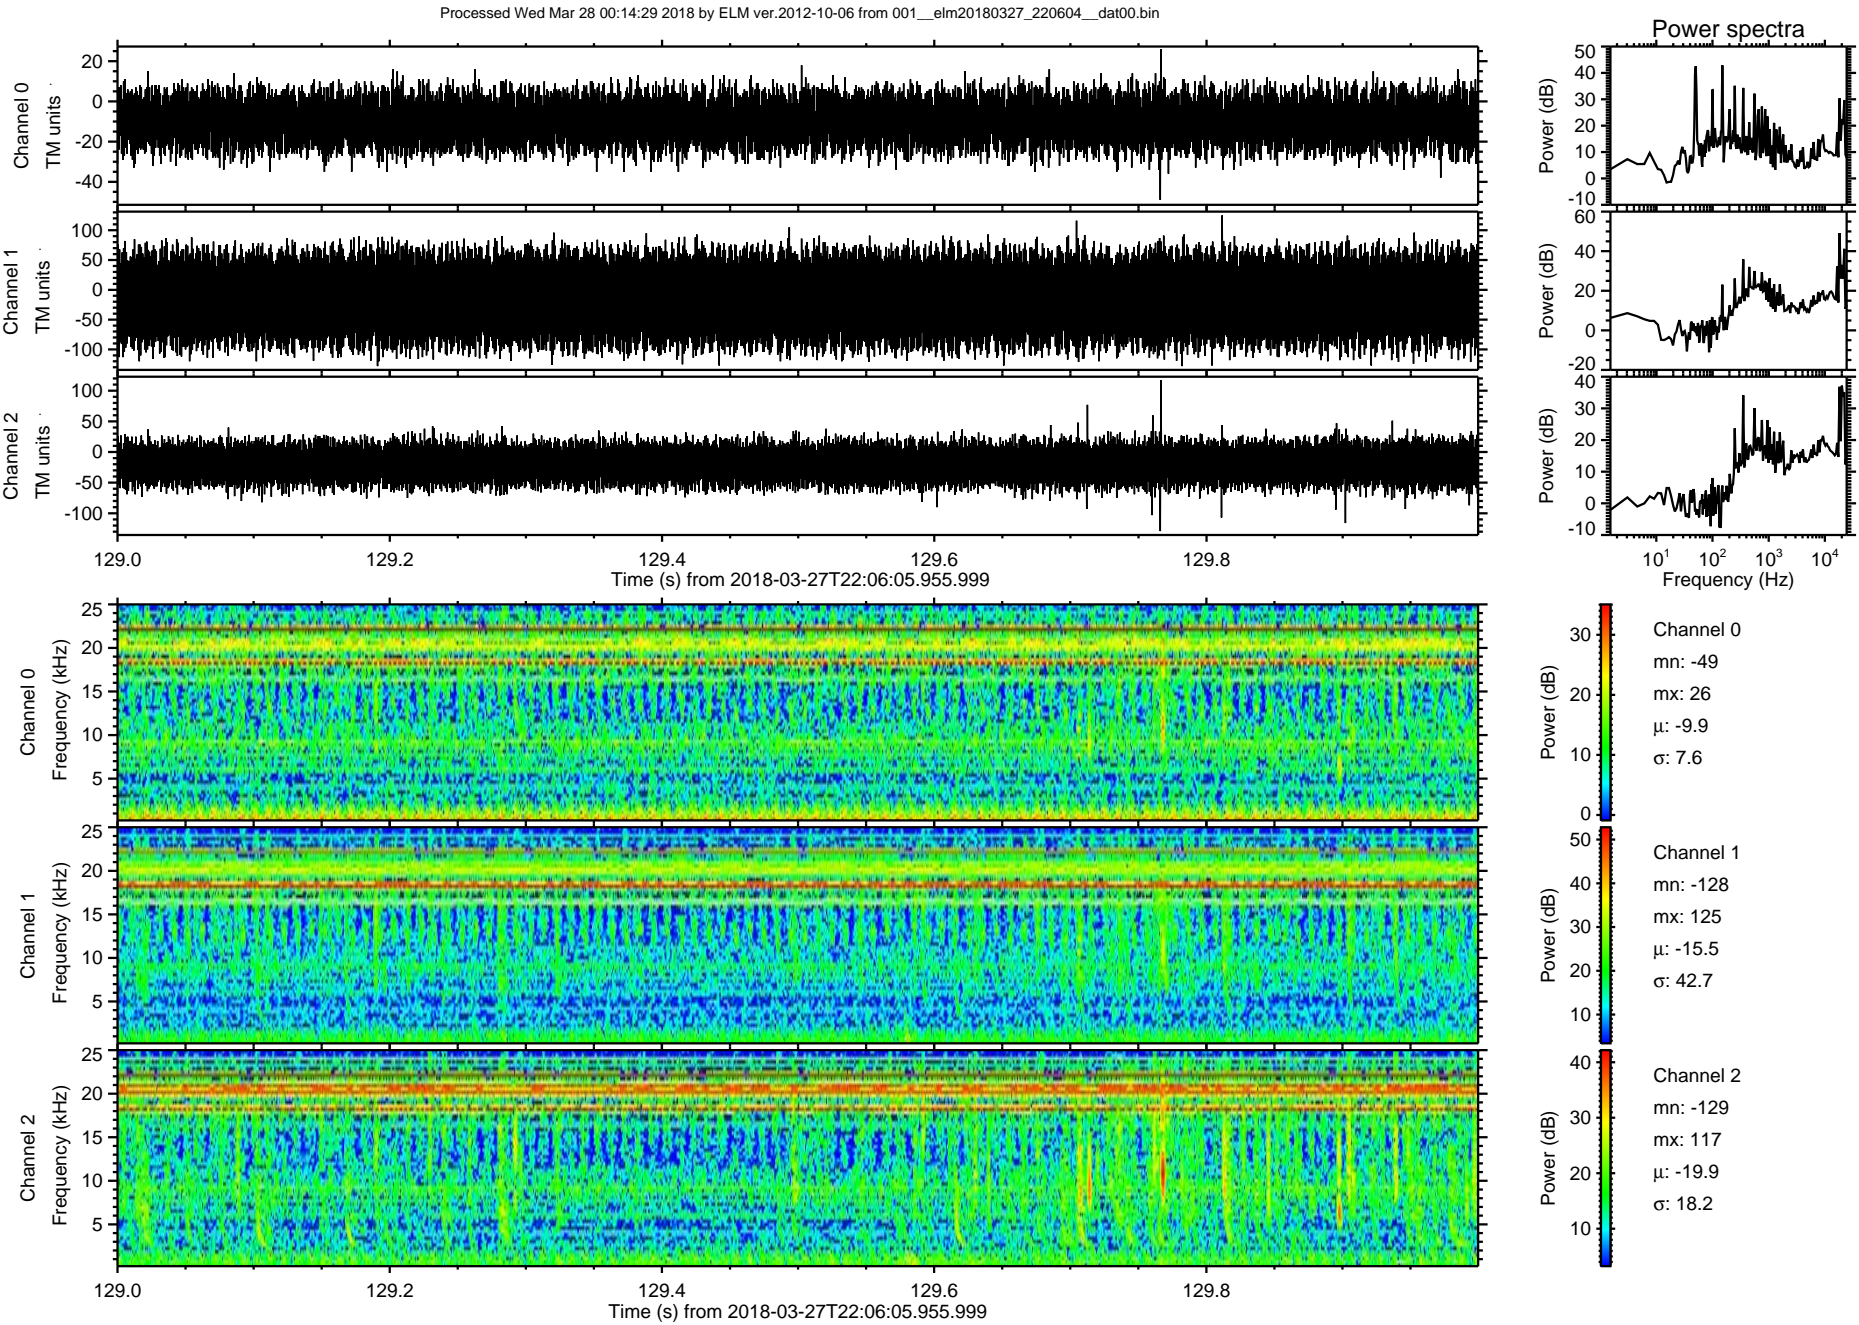 Processed Wed Mar 28 00:14:29 2018 by ELM ver.2012-10-06 from 001__elm20180327_220604__dat00.bin
Power spectra
Channel 0
TM units
20
0
-20
-40
Power (dB)
50
40
30
20
10
0
-10
Channel 1
TM units
100
50
0
-50
-100
Power (dB)
60
40
20
0
-20
Channel 2
TM units
100
50
0
-50
-100
Power (dB)
40
30
20
10
0
-10
129.0 129.2 129.4 129.6 129.8
Time (s) from 2018-03-27T22:06:05.955.999
10^1 10^2 10^3 10^4
Frequency (Hz)
Channel 0
Frequency (kHz)
25
20
15
10
5
Power (dB)
30
20
10
0
Channel 0
mn: -49
mx: 26
μ: -9.9
σ: 7.6
Channel 1
Frequency (kHz)
25
20
15
10
5
Power (dB)
50
40
30
20
10
Channel 1
mn: -128
mx: 125
μ: -15.5
σ: 42.7
Channel 2
Frequency (kHz)
25
20
15
10
5
Power (dB)
40
30
20
10
Channel 2
mn: -129
mx: 117
μ: -19.9
σ: 18.2
129.0 129.2 129.4 129.6 129.8
Time (s) from 2018-03-27T22:06:05.955.999